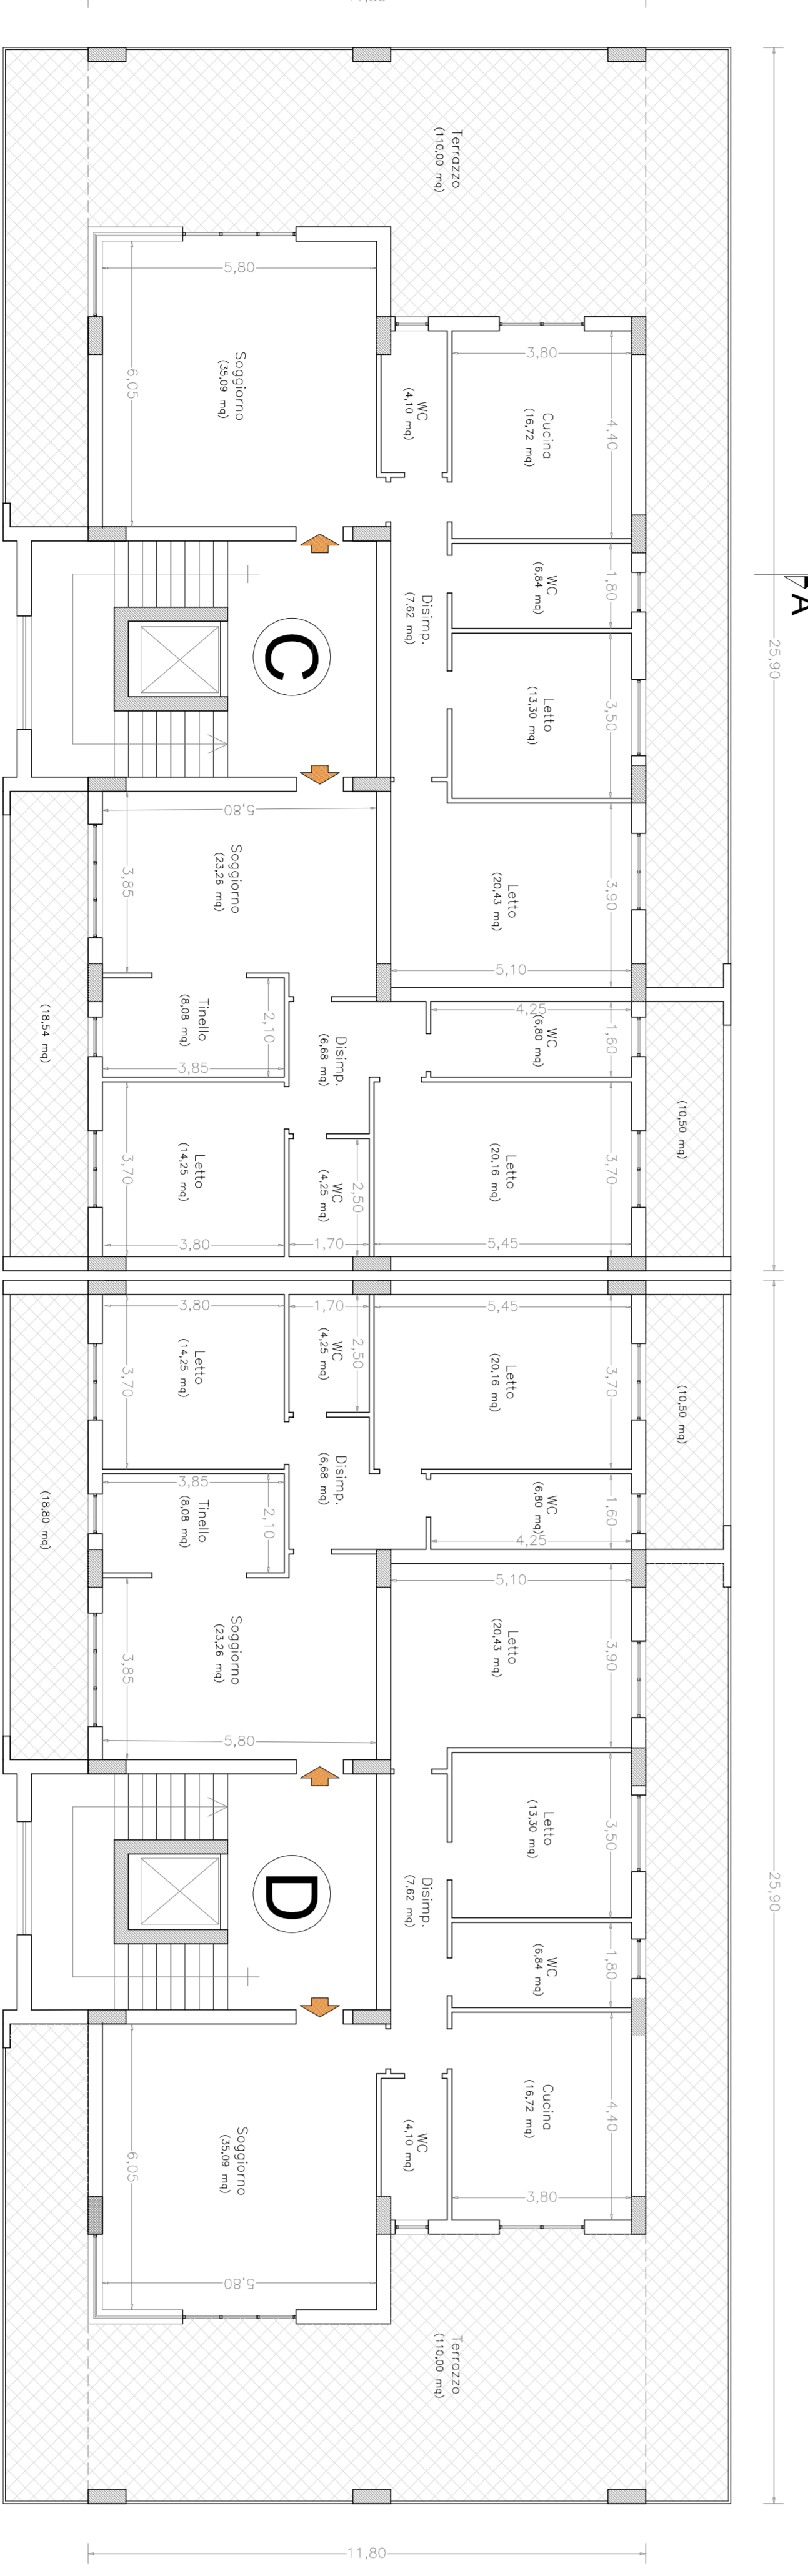 Terrazzo
(110,00 mq)
5,80
6,05
Soggiorno
(35,09 mq)
WC
(4,10 mq)
3,80
Cucina
(16,72 mq)
4,40
A
C
Disimp.
(7,62 mq)
WC
(6,84 mq)
1,80
Letto
(13,30 mq)
3,50
25,90
5,80
3,85
Soggiorno
(23,26 mq)
Letto
(20,43 mq)
3,90
5,10
(18,54 mq)
Tinello
(8,08 mq)
2,10
3,85
Disimp.
(6,68 mq)
4,25
WC
(6,80 mq)
1,60
(10,50 mq)
Letto
(14,25 mq)
3,70
3,80
WC
(4,25 mq)
2,50
1,70
Letto
(20,16 mq)
3,70
5,45
3,80
1,70
5,45
Letto
(14,25 mq)
3,70
WC
(4,25 mq)
2,50
Letto
(20,16 mq)
3,70
(10,50 mq)
(18,80 mq)
3,85
Tinello
(8,08 mq)
2,10
Disimp.
(6,68 mq)
WC
(6,80 mq)
1,60
4,25
5,10
Soggiorno
(23,26 mq)
3,85
5,80
Letto
(20,43 mq)
3,90
D
Disimp.
(7,62 mq)
Letto
(13,30 mq)
3,50
WC
(6,84 mq)
1,80
25,90
Soggiorno
(35,09 mq)
6,05
5,80
WC
(4,10 mq)
Cucina
(16,72 mq)
4,40
3,80
Terrazzo
(110,00 mq)
11,80